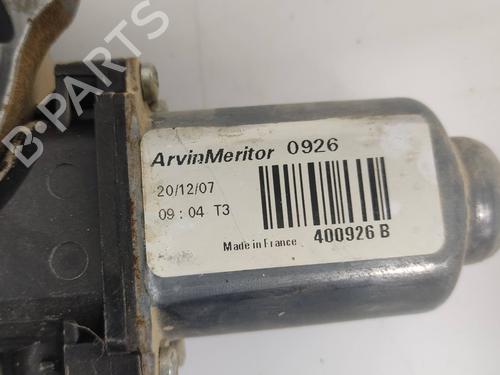 B-PARTS
ArvinMeritor 0926
20/12/07
09:04 T3
Made in France 400926 B